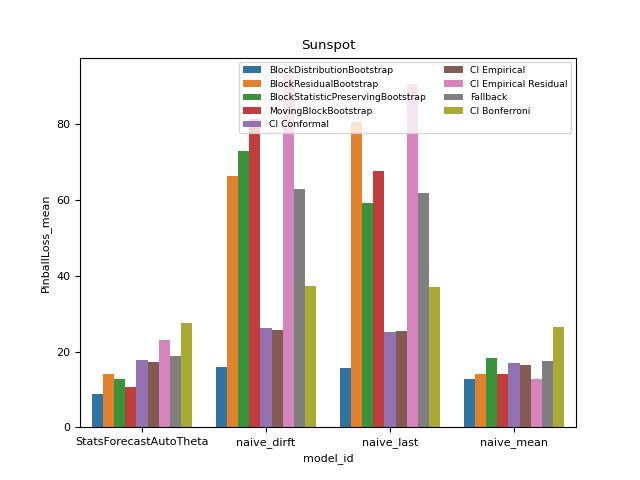 Sunspot
BlockDistributionBootstrap
BlockResidualBootstrap
BlockStatisticPreservingBootstrap
MovingBlockBootstrap
CI Conformal
CI Empirical
CI Empirical Residual
Fallback
CI Bonferroni
PinballLoss_mean
80
60
40
20
0
StatsForecastAutoTheta
naive_dirft
naive_last
naive_mean
model_id